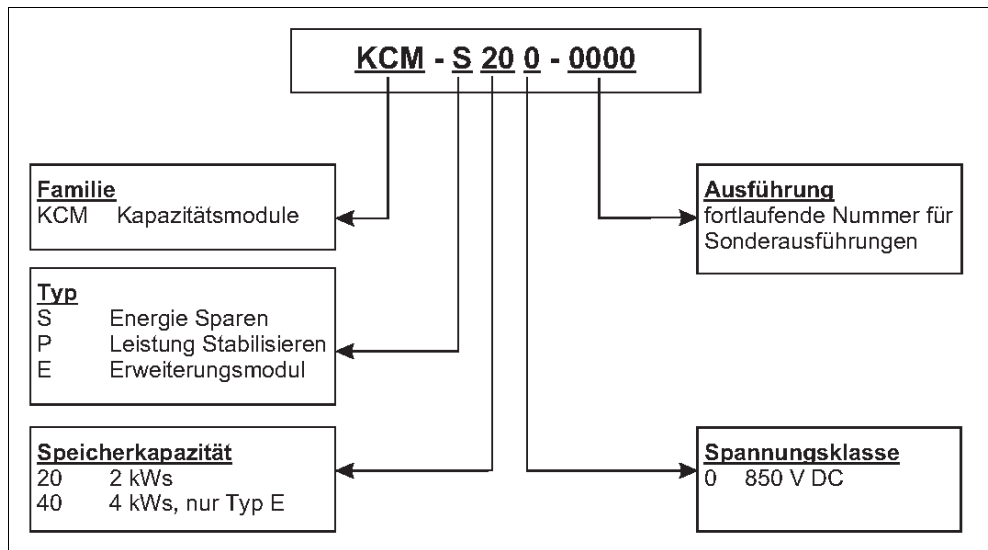 KCM - S 20 0 - 0000
Familie
KCM Kapazitätsmodule
Typ
S Energie Sparen
P Leistung Stabilisieren
E Erweiterungsmodul
Speicherkapazität
20 2 kWs
40 4 kWs, nur Typ E
Ausführung
fortlaufende Nummer für
Sonderausführungen
Spannungsklasse
0 850 V DC